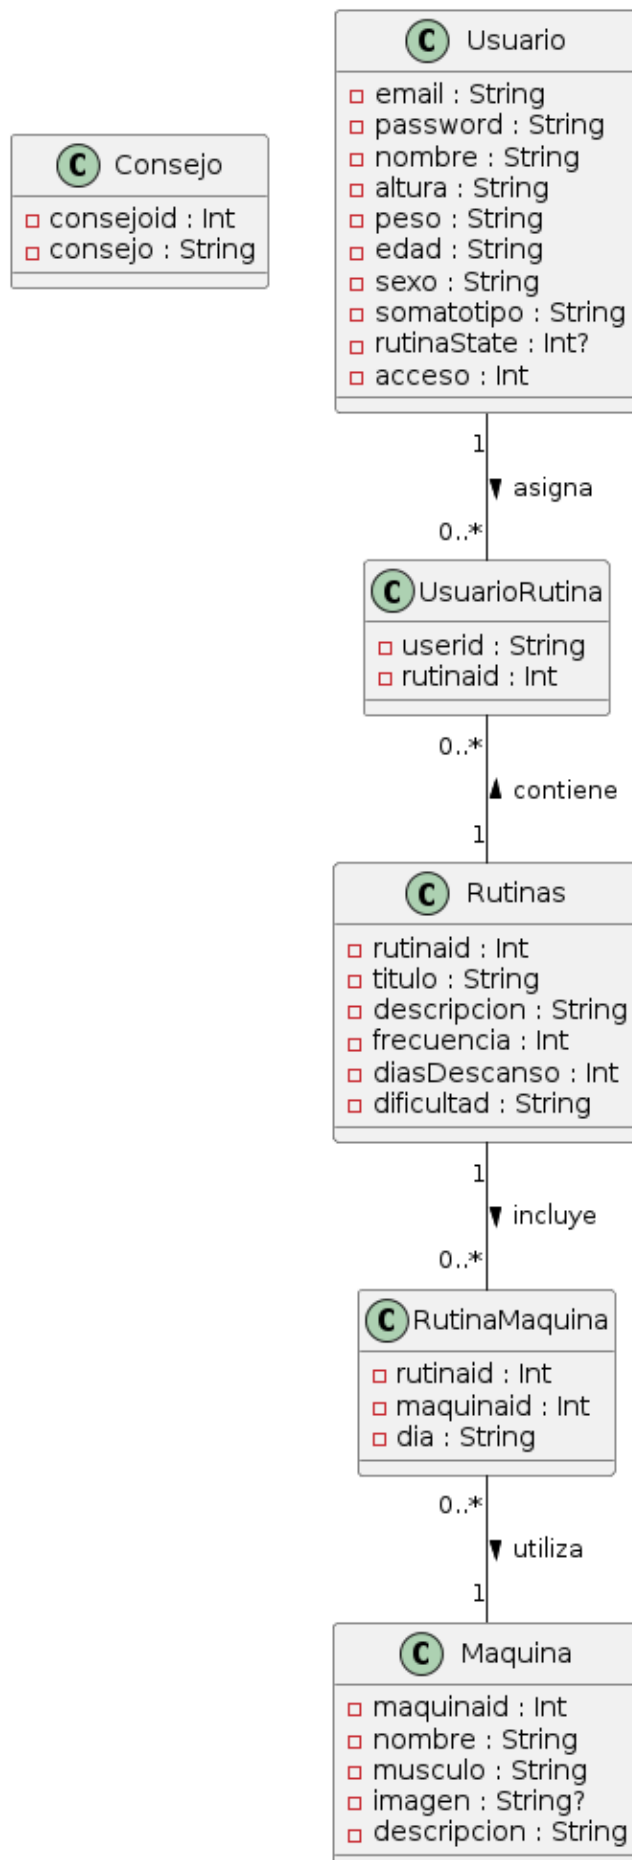 C Usuario
email : String
password : String
nombre : String
altura : String
peso : String
edad : String
sexo : String
somatotipo : String
rutinaState : Int?
acceso : Int
C Consejo
consejoid : Int
consejo : String
1
asigna
0..*
C UsuarioRutina
userid : String
rutinaid : Int
0..*
contiene
1
C Rutinas
rutinaid : Int
titulo : String
descripcion : String
frecuencia : Int
diasDescanso : Int
dificultad : String
1
incluye
0..*
C RutinaMaquina
rutinaid : Int
maquinaid : Int
dia : String
0..*
utiliza
1
C Maquina
maquinaid : Int
nombre : String
musculo : String
imagen : String?
descripcion : String